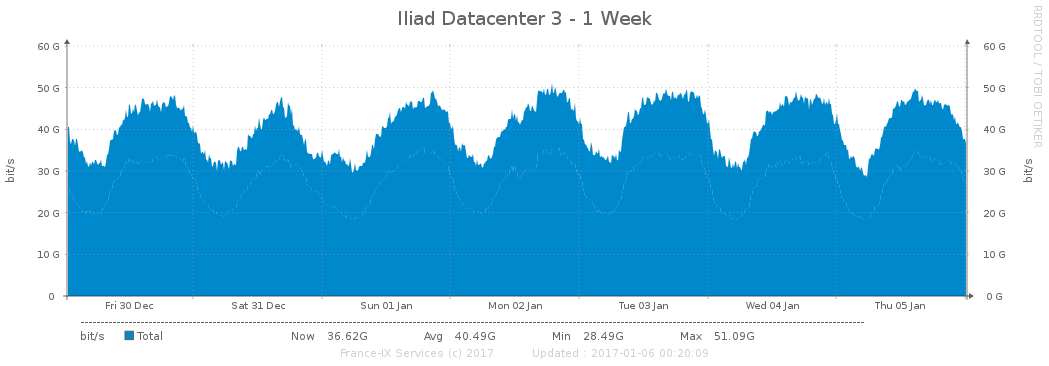 Iliad Datacenter 3 - 1 Week
RRDTOOL / TOBI OETIKER
60 G 60 G
50 G 50 G
40 G 40 G
30 G 30 G
20 G 20 G
10 G 10 G
0 0 G
bit/s bit/s
Fri 30 Dec Sat 31 Dec Sun 01 Jan Mon 02 Jan Tue 03 Jan Wed 04 Jan Thu 05 Jan
bit/s Total Now 36.62G Avg 40.49G Min 28.49G Max 51.09G
France-IX Services (c) 2017 Updated : 2017-01-06 00:20:09